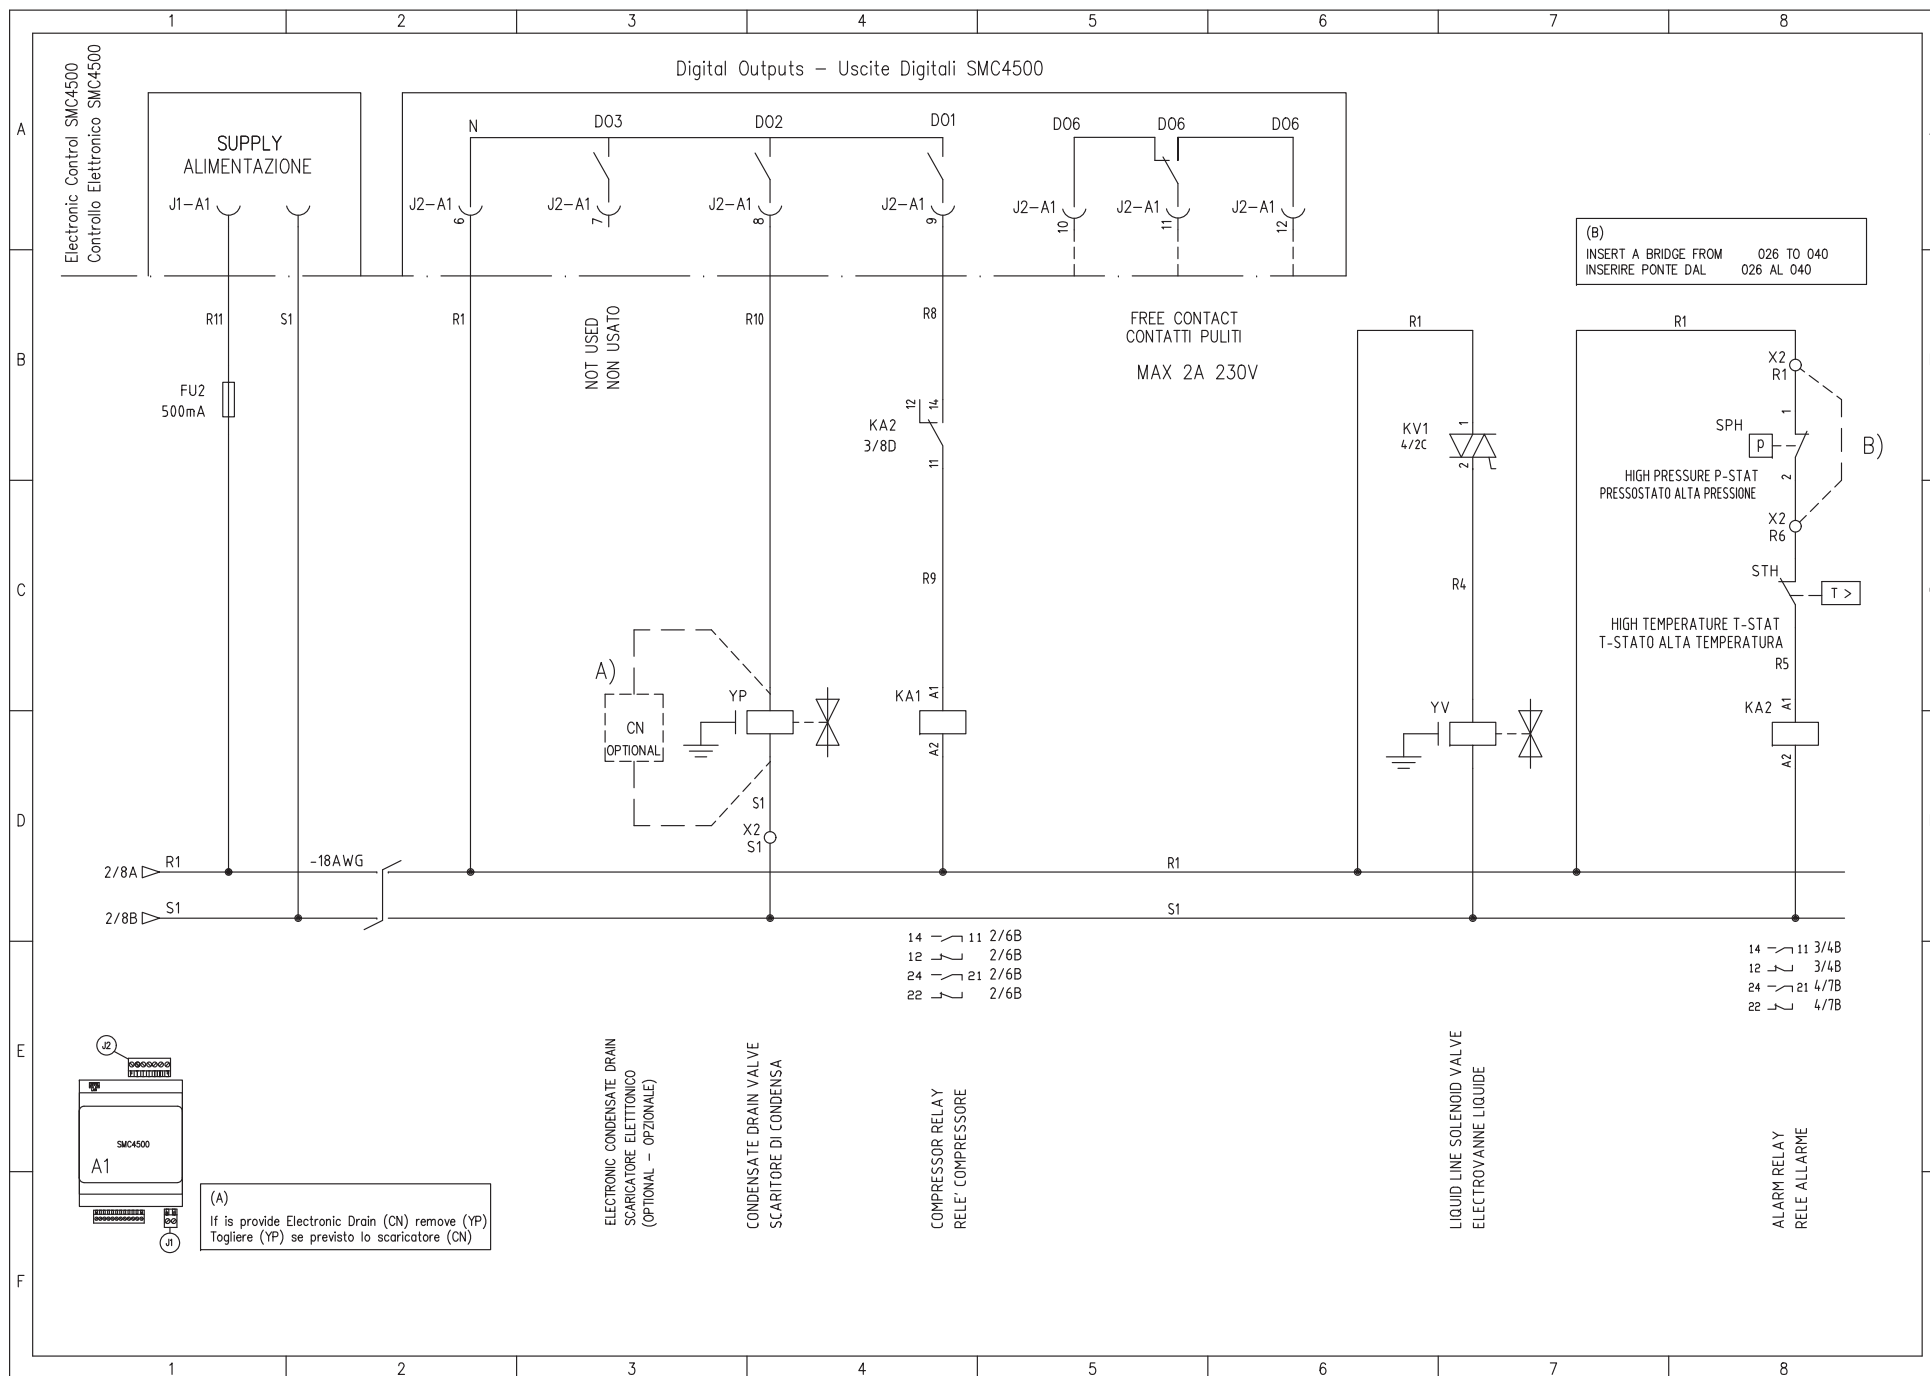 1 2 3 4 5 6 7 8
A
B
C
D
E
F
Electronic Control SMC4500
Controllo Elettronico SMC4500
SUPPLY
ALIMENTAZIONE
J1-A1
Digital Outputs - Uscite Digitali SMC4500
N DO3 DO2 DO1 DO6 DO6 DO6
J2-A1 J2-A1 J2-A1 J2-A1 J2-A1 J2-A1 J2-A1
6 7 8 9 10 11 12
(B)
INSERT A BRIDGE FROM 026 TO 040
INSERIRE PONTE DAL 026 AL 040
R11 S1 R1
NOT USED
NON USATO
R10 R8
FREE CONTACT
CONTATTI PULITI
MAX 2A 230V
R1 R1
FU2
500mA
12 14
KA2
3/8D
11
KV1
4/2C
1
2
X2
R1
1
SPH
P
B)
HIGH PRESSURE P-STAT
PRESSOSTATO ALTA PRESSIONE
2
X2
R6
R9
R4
STH
T >
HIGH TEMPERATURE T-STAT
T-STATO ALTA TEMPERATURA
R5
A)
CN
OPTIONAL
YP
KA1
A1
A2
YV
KA2
A1
A2
S1
X2
S1
2/8A R1 -18AWG R1
2/8B S1 S1
14 11 2/6B
12 2/6B
24 21 2/6B
22 2/6B
14 11 3/4B
12 3/4B
24 21 4/7B
22 4/7B
J2
SMC4500
A1
J1
(A)
If is provide Electronic Drain (CN) remove (YP)
Togliere (YP) se previsto lo scaricatore (CN)
ELECTRONIC CONDENSATE DRAIN
SCARICATORE ELETTTONICO
(OPTIONAL - OPZIONALE)
CONDENSATE DRAIN VALVE
SCARITORE DI CONDENSA
COMPRESSOR RELAY
RELE' COMPRESSORE
LIQUID LINE SOLENOID VALVE
ELECTROVANNE LIQUIDE
ALARM RELAY
RELE ALLARME
1 2 3 4 5 6 7 8